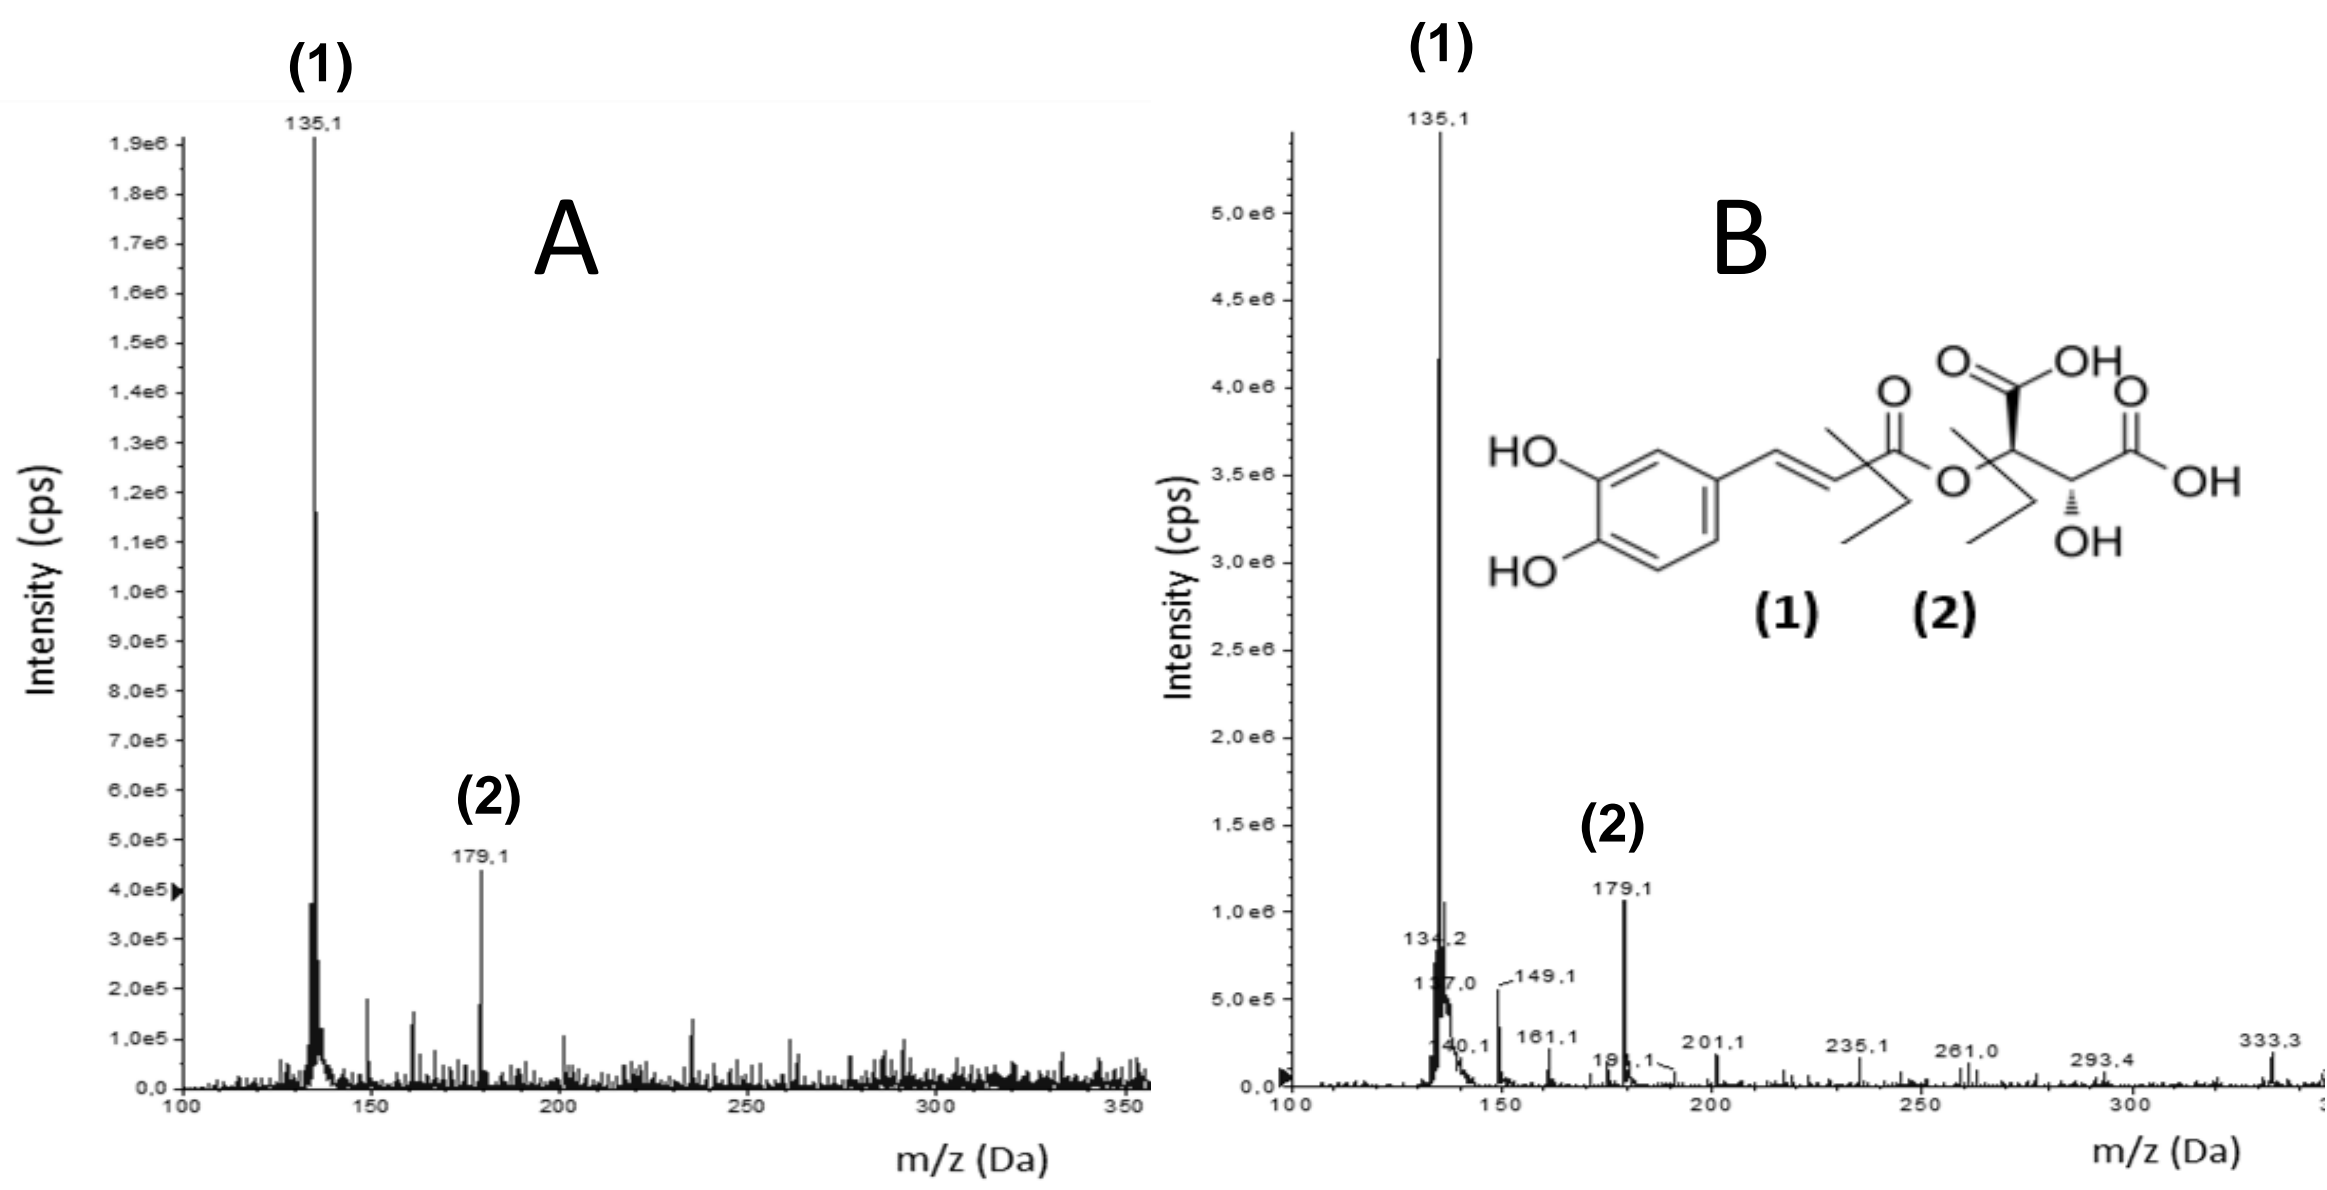 (1)
135,1
1,9e6
1,8e6
1,7e6
1,6e6
1,5e6
1,4e6
1,3e6
1,2e6
1,1e6
1,0e6
9,0e5
8,0e5
7,0e5
6,0e5
5,0e5
4,0e5
3,0e5
2,0e5
1,0e5
0,0
Intensity (cps)
A
(2)
179,1
100 150 200 250 300 350
m/z (Da)
(1)
135,1
5,0e6
4,5e6
4,0e6
3,5e6
3,0e6
2,5e6
2,0e6
1,5e6
1,0e6
5,0e5
0,0
Intensity (cps)
B
O OH
O O
HO O OH
HO OH
(1) (2)
(2)
179,1
134,2
137,0
149,1
140,1
161,1
201,1
235,1
261,0
293,4
333,3
100 150 200 250 300
m/z (Da)